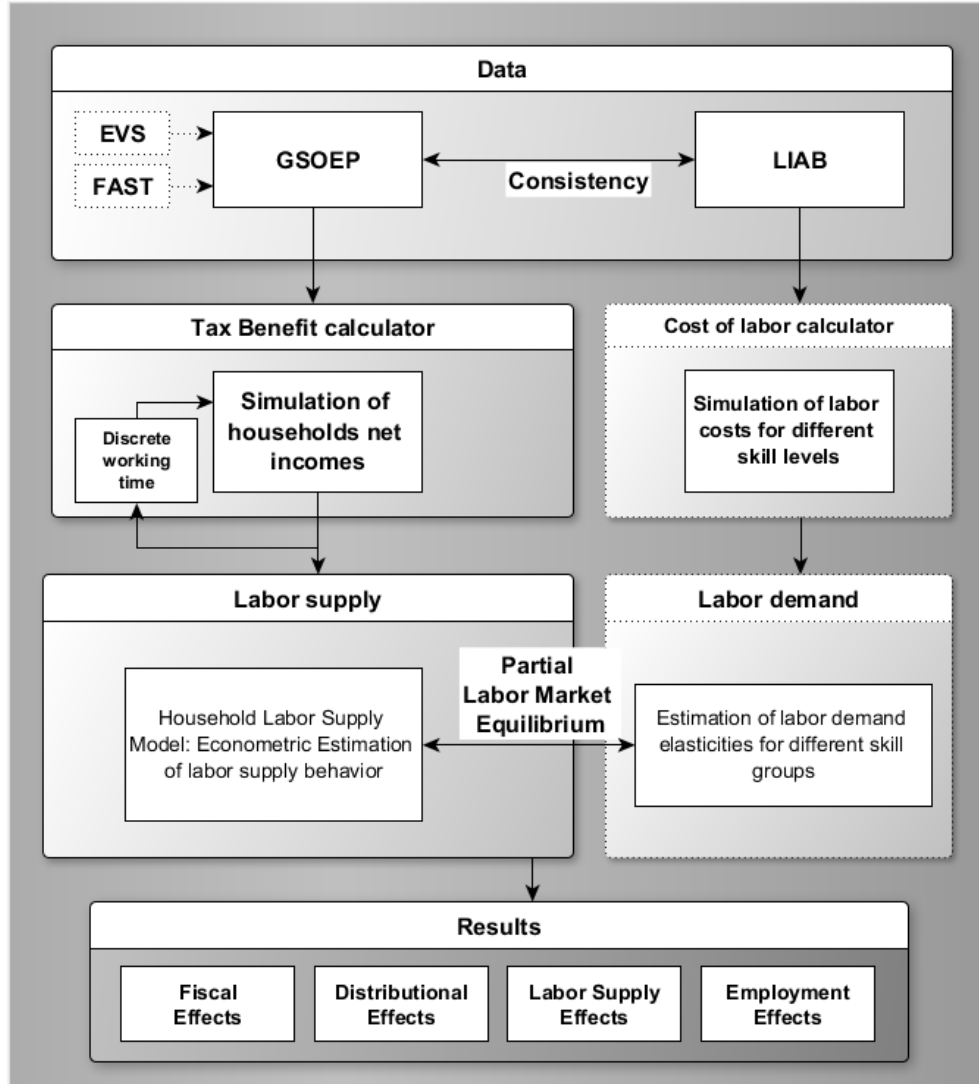 Data
EVS
FAST
GSOEP
Consistency
LIAB
Tax Benefit calculator
Discrete
working
time
Simulation of
households net
incomes
Cost of labor calculator
Simulation of labor
costs for different
skill levels
Labor supply
Household Labor Supply
Model: Econometric Estimation
of labor supply behavior
Partial
Labor Market
Equilibrium
Labor demand
Estimation of labor demand
elasticities for different skill
groups
Results
Fiscal
Effects
Distributional
Effects
Labor Supply
Effects
Employment
Effects